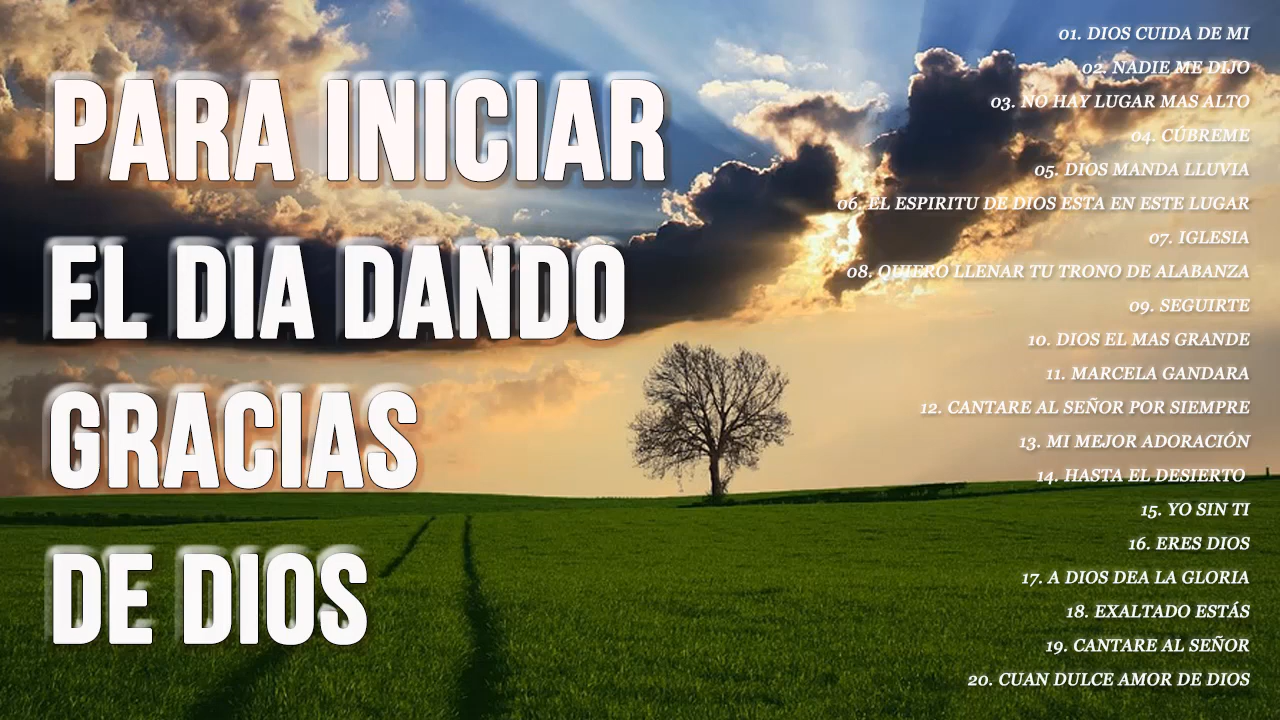 PARA INICIAR
EL DIA DANDO
GRACIAS
DE DIOS
01. DIOS CUIDA DE MI
02. NADIE ME DIJO
03. NO HAY LUGAR MAS ALTO
04. CÚBREME
05. DIOS MANDA LLUVIA
06. EL ESPIRITU DE DIOS ESTA EN ESTE LUGAR
07. IGLESIA
08. QUIERO LLENAR TU TRONO DE ALABANZA
09. SEGUIRTE
10. DIOS EL MAS GRANDE
11. MARCELA GANDARA
12. CANTARE AL SEÑOR POR SIEMPRE
13. MI MEJOR ADORACIÓN
14. HASTA EL DESIERTO
15. YO SIN TI
16. ERES DIOS
17. A DIOS DEA LA GLORIA
18. EXALTADO ESTÁS
19. CANTARE AL SEÑOR
20. CUAN DULCE AMOR DE DIOS